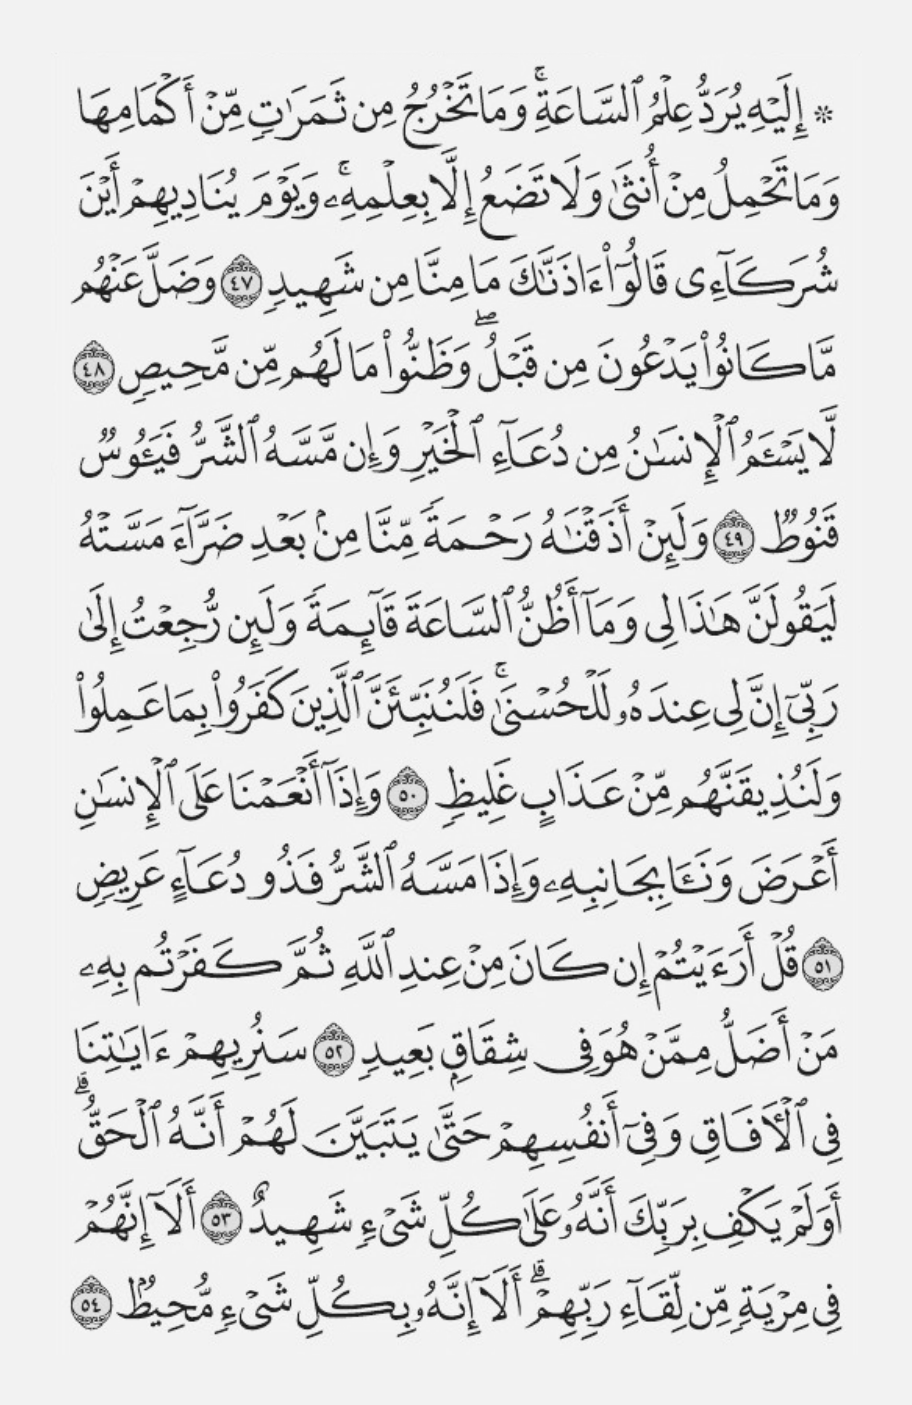 ۞ إِلَيۡهِ يُرَدُّ عِلۡمُ ٱلسَّاعَةِۚ وَمَا تَخۡرُجُ مِن ثَمَرَٰتٖ مِّنۡ أَكۡمَامِهَا
وَمَا تَحۡمِلُ مِنۡ أُنثَىٰ وَلَا تَضَعُ إِلَّا بِعِلۡمِهِۦۚ وَيَوۡمَ يُنَادِيهِمۡ أَيۡنَ
شُرَكَآءِي قَالُوٓاْ ءَاذَنَّٰكَ مَا مِنَّا مِن شَهِيدٖ ٤٧ وَضَلَّ عَنۡهُم
مَّا كَانُواْ يَدۡعُونَ مِن قَبۡلُۖ وَظَنُّواْ مَا لَهُم مِّن مَّحِيصٖ ٤٨
لَّا يَسۡـَٔمُ ٱلۡإِنسَٰنُ مِن دُعَآءِ ٱلۡخَيۡرِ وَإِن مَّسَّهُ ٱلشَّرُّ فَيَـُٔوسٞ
قَنُوطٞ ٤٩ وَلَئِنۡ أَذَقۡنَٰهُ رَحۡمَةٗ مِّنَّا مِنۢ بَعۡدِ ضَرَّآءَ مَسَّتۡهُ
لَيَقُولَنَّ هَٰذَا لِي وَمَآ أَظُنُّ ٱلسَّاعَةَ قَآئِمَةٗ وَلَئِن رُّجِعۡتُ إِلَىٰ
رَبِّيٓ إِنَّ لِي عِندَهُۥ لَلۡحُسۡنَىٰۚ فَلَنُنَبِّئَنَّ ٱلَّذِينَ كَفَرُواْ بِمَا عَمِلُواْ
وَلَنُذِيقَنَّهُم مِّنۡ عَذَابٍ غَلِيظٖ ٥٠ وَإِذَآ أَنۡعَمۡنَا عَلَى ٱلۡإِنسَٰنِ
أَعۡرَضَ وَنَـَٔا بِجَانِبِهِۦ وَإِذَا مَسَّهُ ٱلشَّرُّ فَذُو دُعَآءٍ عَرِيضٖ
٥١ قُلۡ أَرَءَيۡتُمۡ إِن كَانَ مِنۡ عِندِ ٱللَّهِ ثُمَّ كَفَرۡتُم بِهِۦ
مَنۡ أَضَلُّ مِمَّنۡ هُوَ فِي شِقَاقِۭ بَعِيدٖ ٥٢ سَنُرِيهِمۡ ءَايَٰتِنَا
فِي ٱلۡأٓفَاقِ وَفِيٓ أَنفُسِهِمۡ حَتَّىٰ يَتَبَيَّنَ لَهُمۡ أَنَّهُ ٱلۡحَقُّۗ
أَوَلَمۡ يَكۡفِ بِرَبِّكَ أَنَّهُۥ عَلَىٰ كُلِّ شَيۡءٖ شَهِيدٌ ٥٣ أَلَآ إِنَّهُمۡ
فِي مِرۡيَةٖ مِّن لِّقَآءِ رَبِّهِمۡۗ أَلَآ إِنَّهُۥ بِكُلِّ شَيۡءٖ مُّحِيطُۢ ٥٤